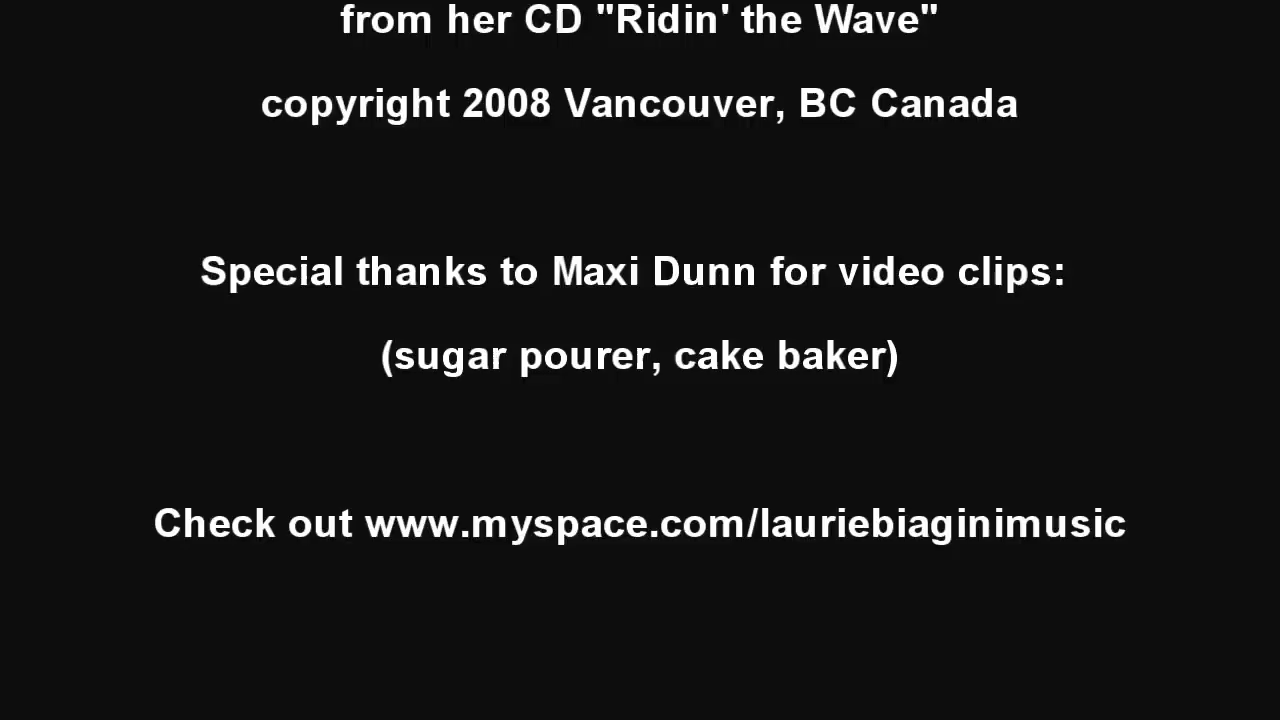 from her CD "Ridin' the Wave"
copyright 2008 Vancouver, BC Canada
Special thanks to Maxi Dunn for video clips:
(sugar pourer, cake baker)
Check out www.myspace.com/lauriebiaginimusic